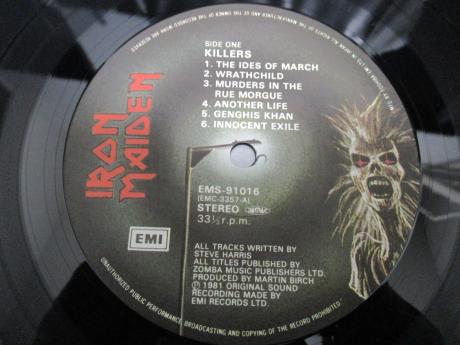 SIDE ONE
KILLERS
1. THE IDES OF MARCH
2. WRATHCHILD
3. MURDERS IN THE
RUE MORGUE
4. ANOTHER LIFE
5. GENGHIS KHAN
6. INNOCENT EXILE
IRON
MAIDEN
EMS-91016
(EMC-3357-A)
STEREO
33⅓ r.p.m.
EMI
ALL TRACKS WRITTEN BY
STEVE HARRIS
ALL TITLES PUBLISHED BY
ZOMBA MUSIC PUBLISHERS LTD.
PRODUCED BY MARTIN BIRCH
Ⓟ 1981 ORIGINAL SOUND
RECORDING MADE BY
EMI RECORDS LTD.
UNAUTHORIZED PUBLIC PERFORMANCE, BROADCASTING AND COPYING OF THE RECORD PROHIBITED